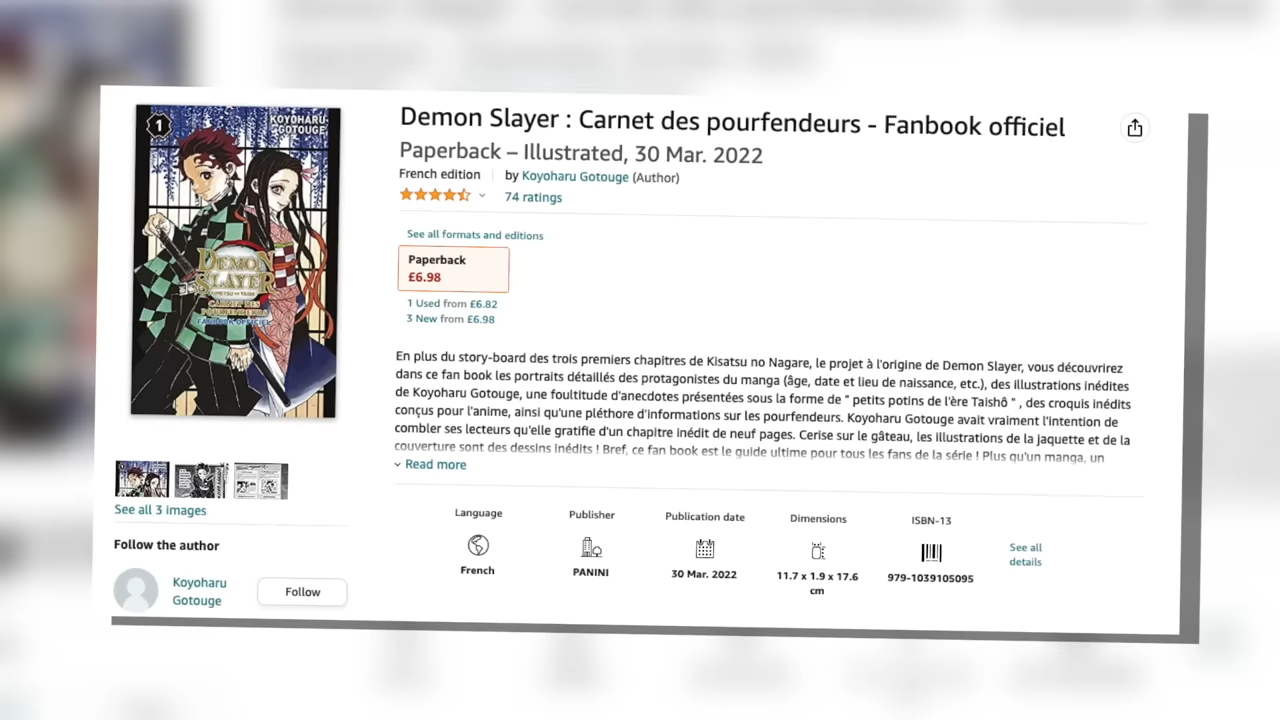 1
KOYOHARU
GOTOUGE
DEMON
SLAYER
KIMETSU NO YAIBA
CARNET DES
POURFENDEURS
FANBOOK OFFICIEL
Demon Slayer : Carnet des pourfendeurs - Fanbook officiel
Paperback – Illustrated, 30 Mar. 2022
French edition
by Koyoharu Gotouge (Author)
74 ratings
See all formats and editions
Paperback
£6.98
1 Used from £6.82
3 New from £6.98
En plus du story-board des trois premiers chapitres de Kisatsu no Nagare, le projet à l'origine de Demon Slayer, vous découvrirez
dans ce fan book les portraits détaillés des protagonistes du manga (âge, date et lieu de naissance, etc.), des illustrations inédites
de Koyoharu Gotouge, une foultitude d'anecdotes présentées sous la forme de " petits potins de l'ère Taishô " , des croquis inédits
conçus pour l'anime, ainsi qu'une pléthore d'informations sur les pourfendeurs. Koyoharu Gotouge avait vraiment l'intention de
combler ses lecteurs qu'elle gratifie d'un chapitre inédit de neuf pages. Cerise sur le gâteau, les illustrations de la jaquette et de la
couverture sont des dessins inédits ! Bref, ce fan book est le guide ultime pour tous les fans de la série ! Plus qu'un manga, un
Read more
See all 3 images
Follow the author
Koyoharu
Gotouge
Follow
Language
French
Publisher
PANINI
Publication date
30 Mar. 2022
Dimensions
11.7 x 1.9 x 17.6
cm
ISBN-13
979-1039105095
See all
details